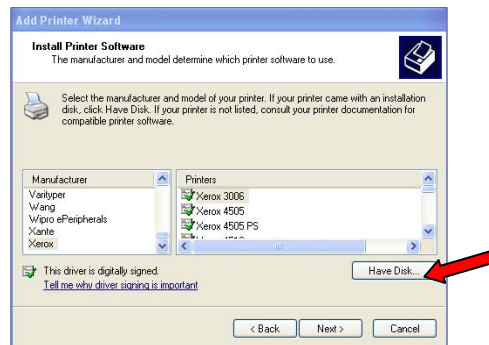 Add Printer Wizard
Install Printer Software
The manufacturer and model determine which printer software to use.
Select the manufacturer and model of your printer. If your printer came with an installation
disk, click Have Disk. If your printer is not listed, consult your printer documentation for
compatible printer software.
Manufacturer
Varityper
Wang
Wipro ePeripherals
Xante
Xerox
Printers
Xerox 3006
Xerox 4505
Xerox 4505 PS
This driver is digitally signed.
Tell me why driver signing is important
Have Disk...
< Back
Next >
Cancel